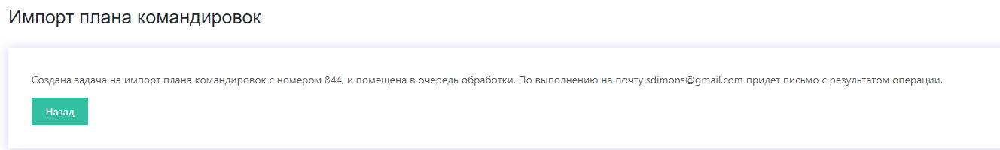 Импорт плана командировок
Создана задача на импорт плана командировок с номером 844, и помещена в очередь обработки. По выполнению на почту sdimons@gmail.com придет письмо с результатом операции.
Назад